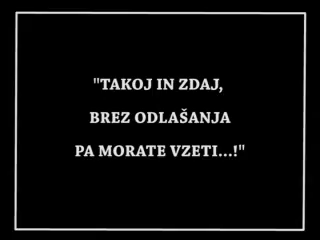 "TAKOJ IN ZDAJ,
BREZ ODLAŠANJA
PA MORATE VZETI...!"